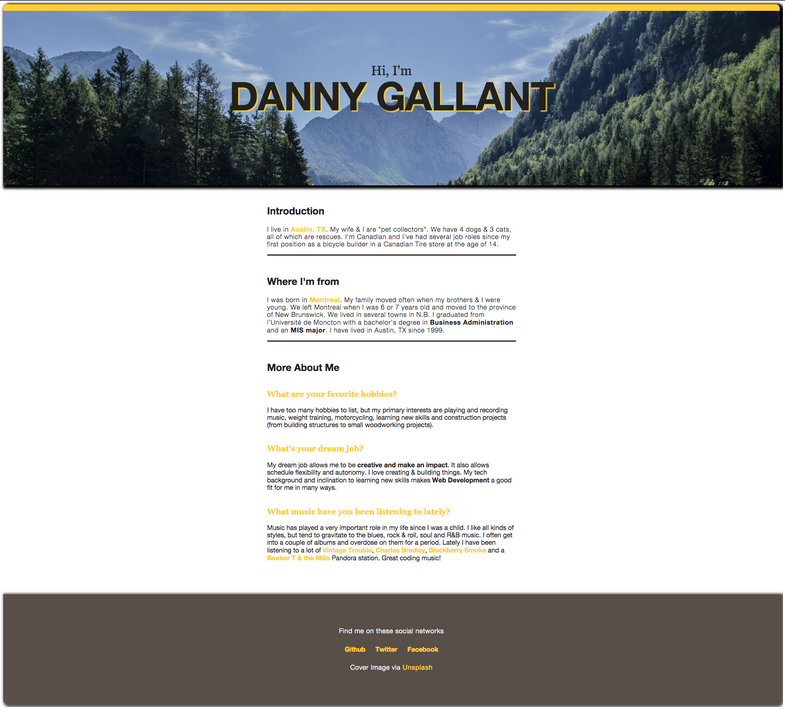 Hi, I'm
DANNY GALLANT
Introduction
I live in Austin, TX. My wife & I are "pet collectors". We have 4 dogs & 3 cats,
all of which are rescues. I'm Canadian and I've had several job roles since my
first position as a bicycle builder in a Canadian Tire store at the age of 14.
Where I'm from
I was born in Montreal. My family moved often when my brothers & I were
young. We left Montreal when I was 6 or 7 years old and moved to the province
of New Brunswick. We lived in several towns in N.B. I graduated from
l'Université de Moncton with a bachelor's degree in Business Administration
and an MIS major. I have lived in Austin, TX since 1999.
More About Me
What are your favorite hobbies?
I have too many hobbies to list, but my primary interests are playing and recording
music, weight training, motorcycling, learning new skills and construction projects
(from building structures to small woodworking projects).
What's your dream job?
My dream job allows me to be creative and make an impact. It also allows
schedule flexibility and autonomy. I love creating & building things. My tech
background and inclination to learning new skills makes Web Development a good
fit for me in many ways.
What music have you been listening to lately?
Music has played a very important role in my life since I was a child. I like all kinds of
styles, but tend to gravitate to the blues, rock & roll, soul and R&B music. I often get
into a couple of albums and overdose on them for a period. Lately I have been
listening to a lot of Vintage Trouble, Charles Bradley, Blackberry Smoke and a
Booker T & the MGs Pandora station. Great coding music!
Find me on these social networks
Github Twitter Facebook
Cover Image via Unsplash